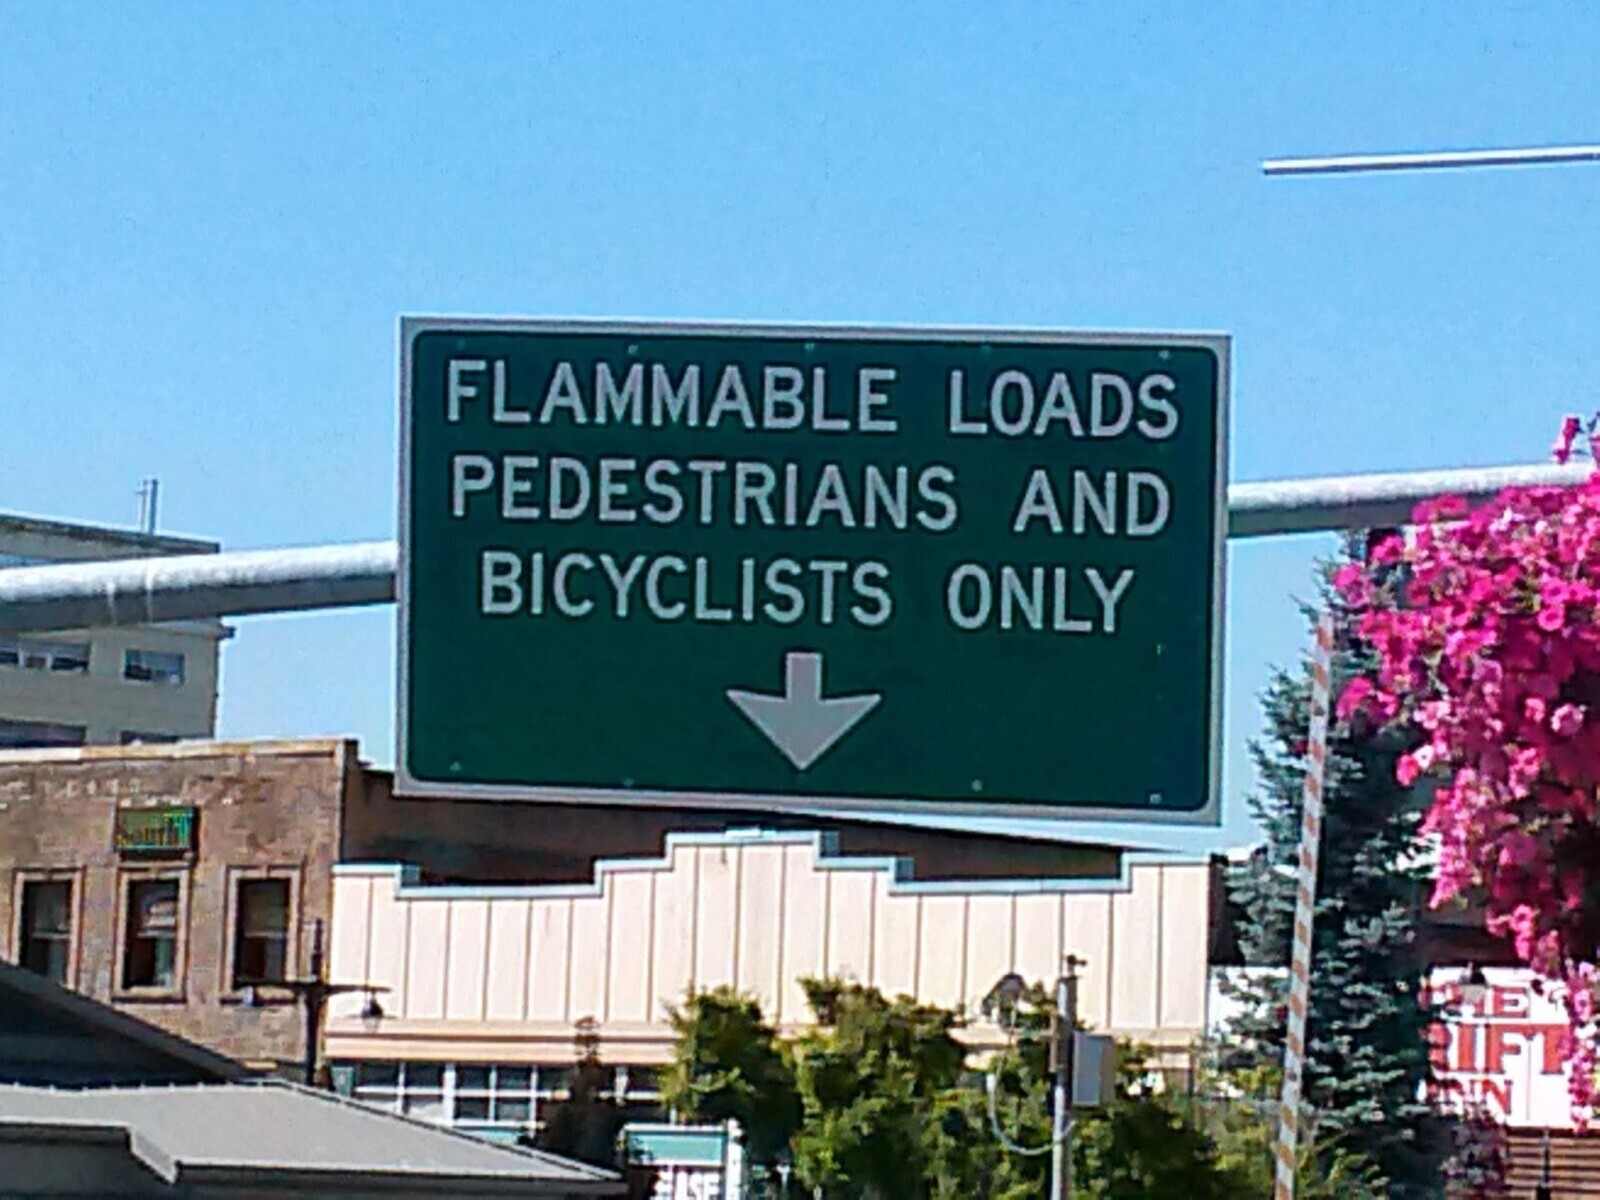 FLAMMABLE LOADS
PEDESTRIANS AND
BICYCLISTS ONLY